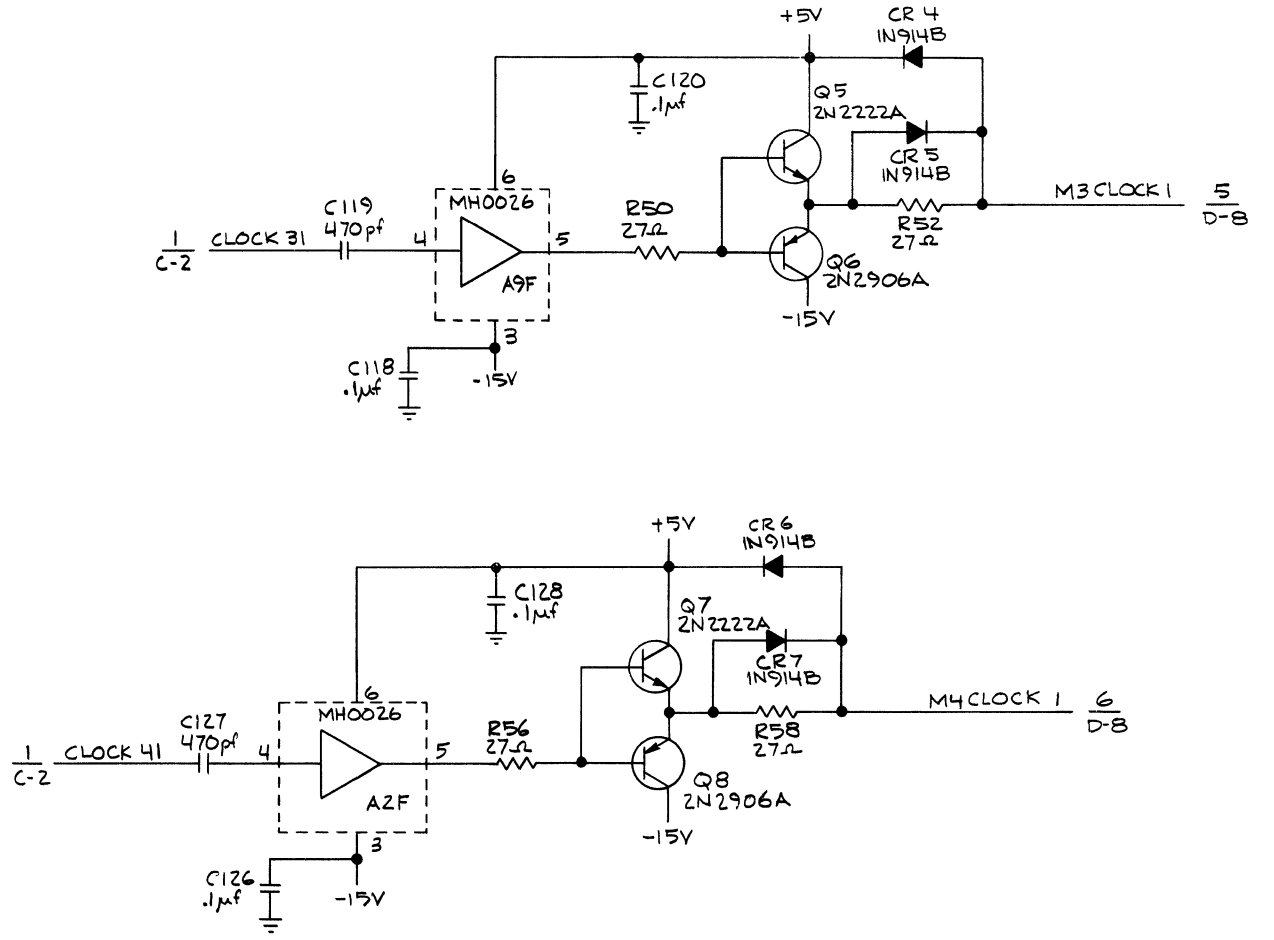 +5V
CR 4
1N914B
C120
.1µf
Q5
2N2222A
CR 5
1N914B
6
MH0026
C119
470pf
R50
27Ω
M3 CLOCK 1
5
D-8
R52
27Ω
1
C-2
CLOCK 31
4
5
A9F
Q6
2N2906A
-15V
3
C118
.1µf
-15V
+5V
CR 6
1N914B
C128
.1µf
Q7
2N2222A
CR7
1N914B
6
MH0026
C127
470pf
R56
27Ω
M4 CLOCK 1
6
D-8
R58
27Ω
1
C-2
CLOCK 41
4
5
A2F
Q8
2N2906A
-15V
3
C126
.1µf
-15V